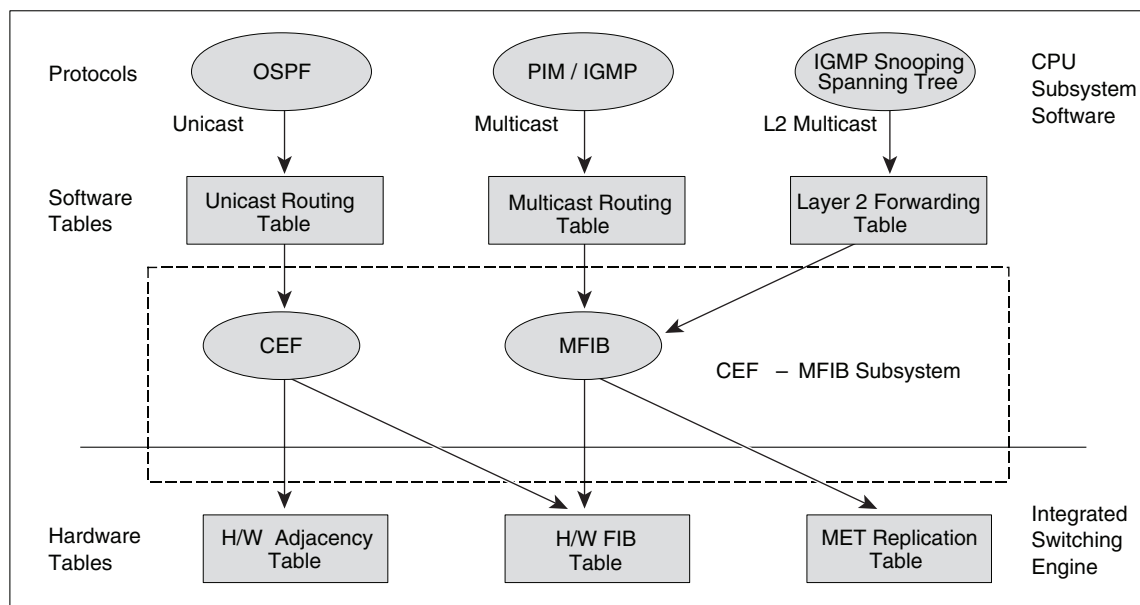 Protocols
OSPF
PIM / IGMP
IGMP Snooping
Spanning Tree
CPU
Subsystem
Software
Unicast
Multicast
L2 Multicast
Software
Tables
Unicast Routing
Table
Multicast Routing
Table
Layer 2 Forwarding
Table
CEF
MFIB
CEF – MFIB Subsystem
Hardware
Tables
H/W Adjacency
Table
H/W FIB
Table
MET Replication
Table
Integrated
Switching
Engine